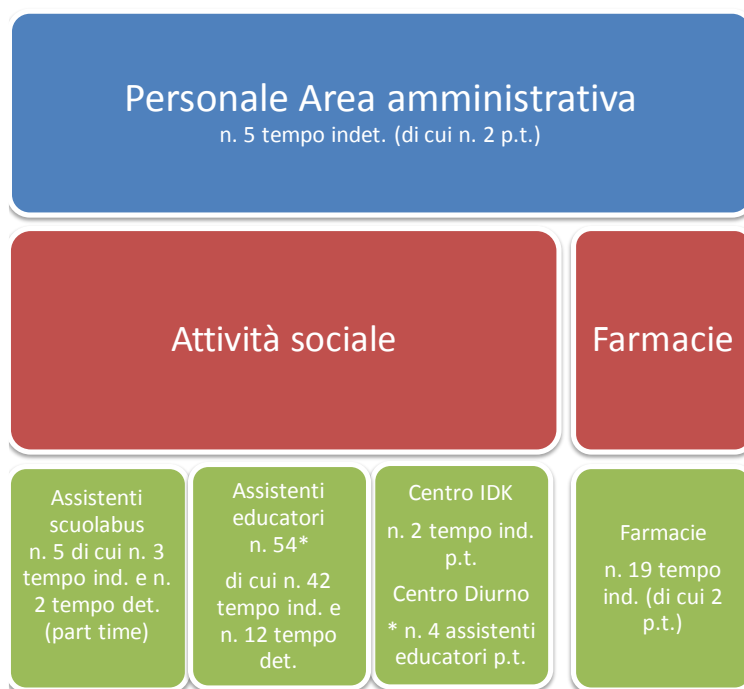 Personale Area amministrativa
n. 5 tempo indet. (di cui n. 2 p.t.)
Attività sociale
Farmacie
Assistenti
scuolabus
n. 5 di cui n. 3
tempo ind. e n.
2 tempo det.
(part time)
Assistenti
educatori
n. 54*
di cui n. 42
tempo ind. e
n. 12 tempo
det.
Centro IDK
n. 2 tempo ind.
p.t.
Centro Diurno
* n. 4 assistenti
educatori p.t.
Farmacie
n. 19 tempo
ind. (di cui 2
p.t.)